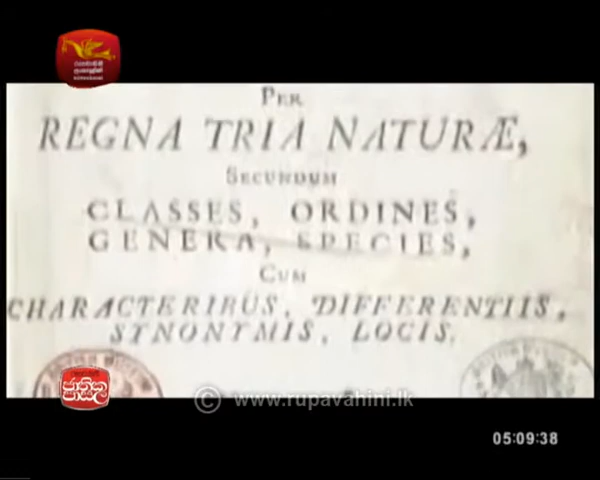 PER
REGNA TRIA NATURÆ,
SECUNDUM
CLASSES, ORDINES,
GENERA, SPECIES,
CUM
CHARACTERIBUS, DIFFERENTIIS,
SYNONYMIS, LOCIS.
ජාතික
පාසල
© www.rupavahini.lk
05:09:38